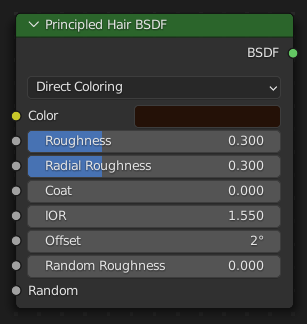 Principled Hair BSDF
BSDF
Direct Coloring
Color
Roughness 0.300
Radial Roughness 0.300
Coat 0.000
IOR 1.550
Offset 2°
Random Roughness 0.000
Random